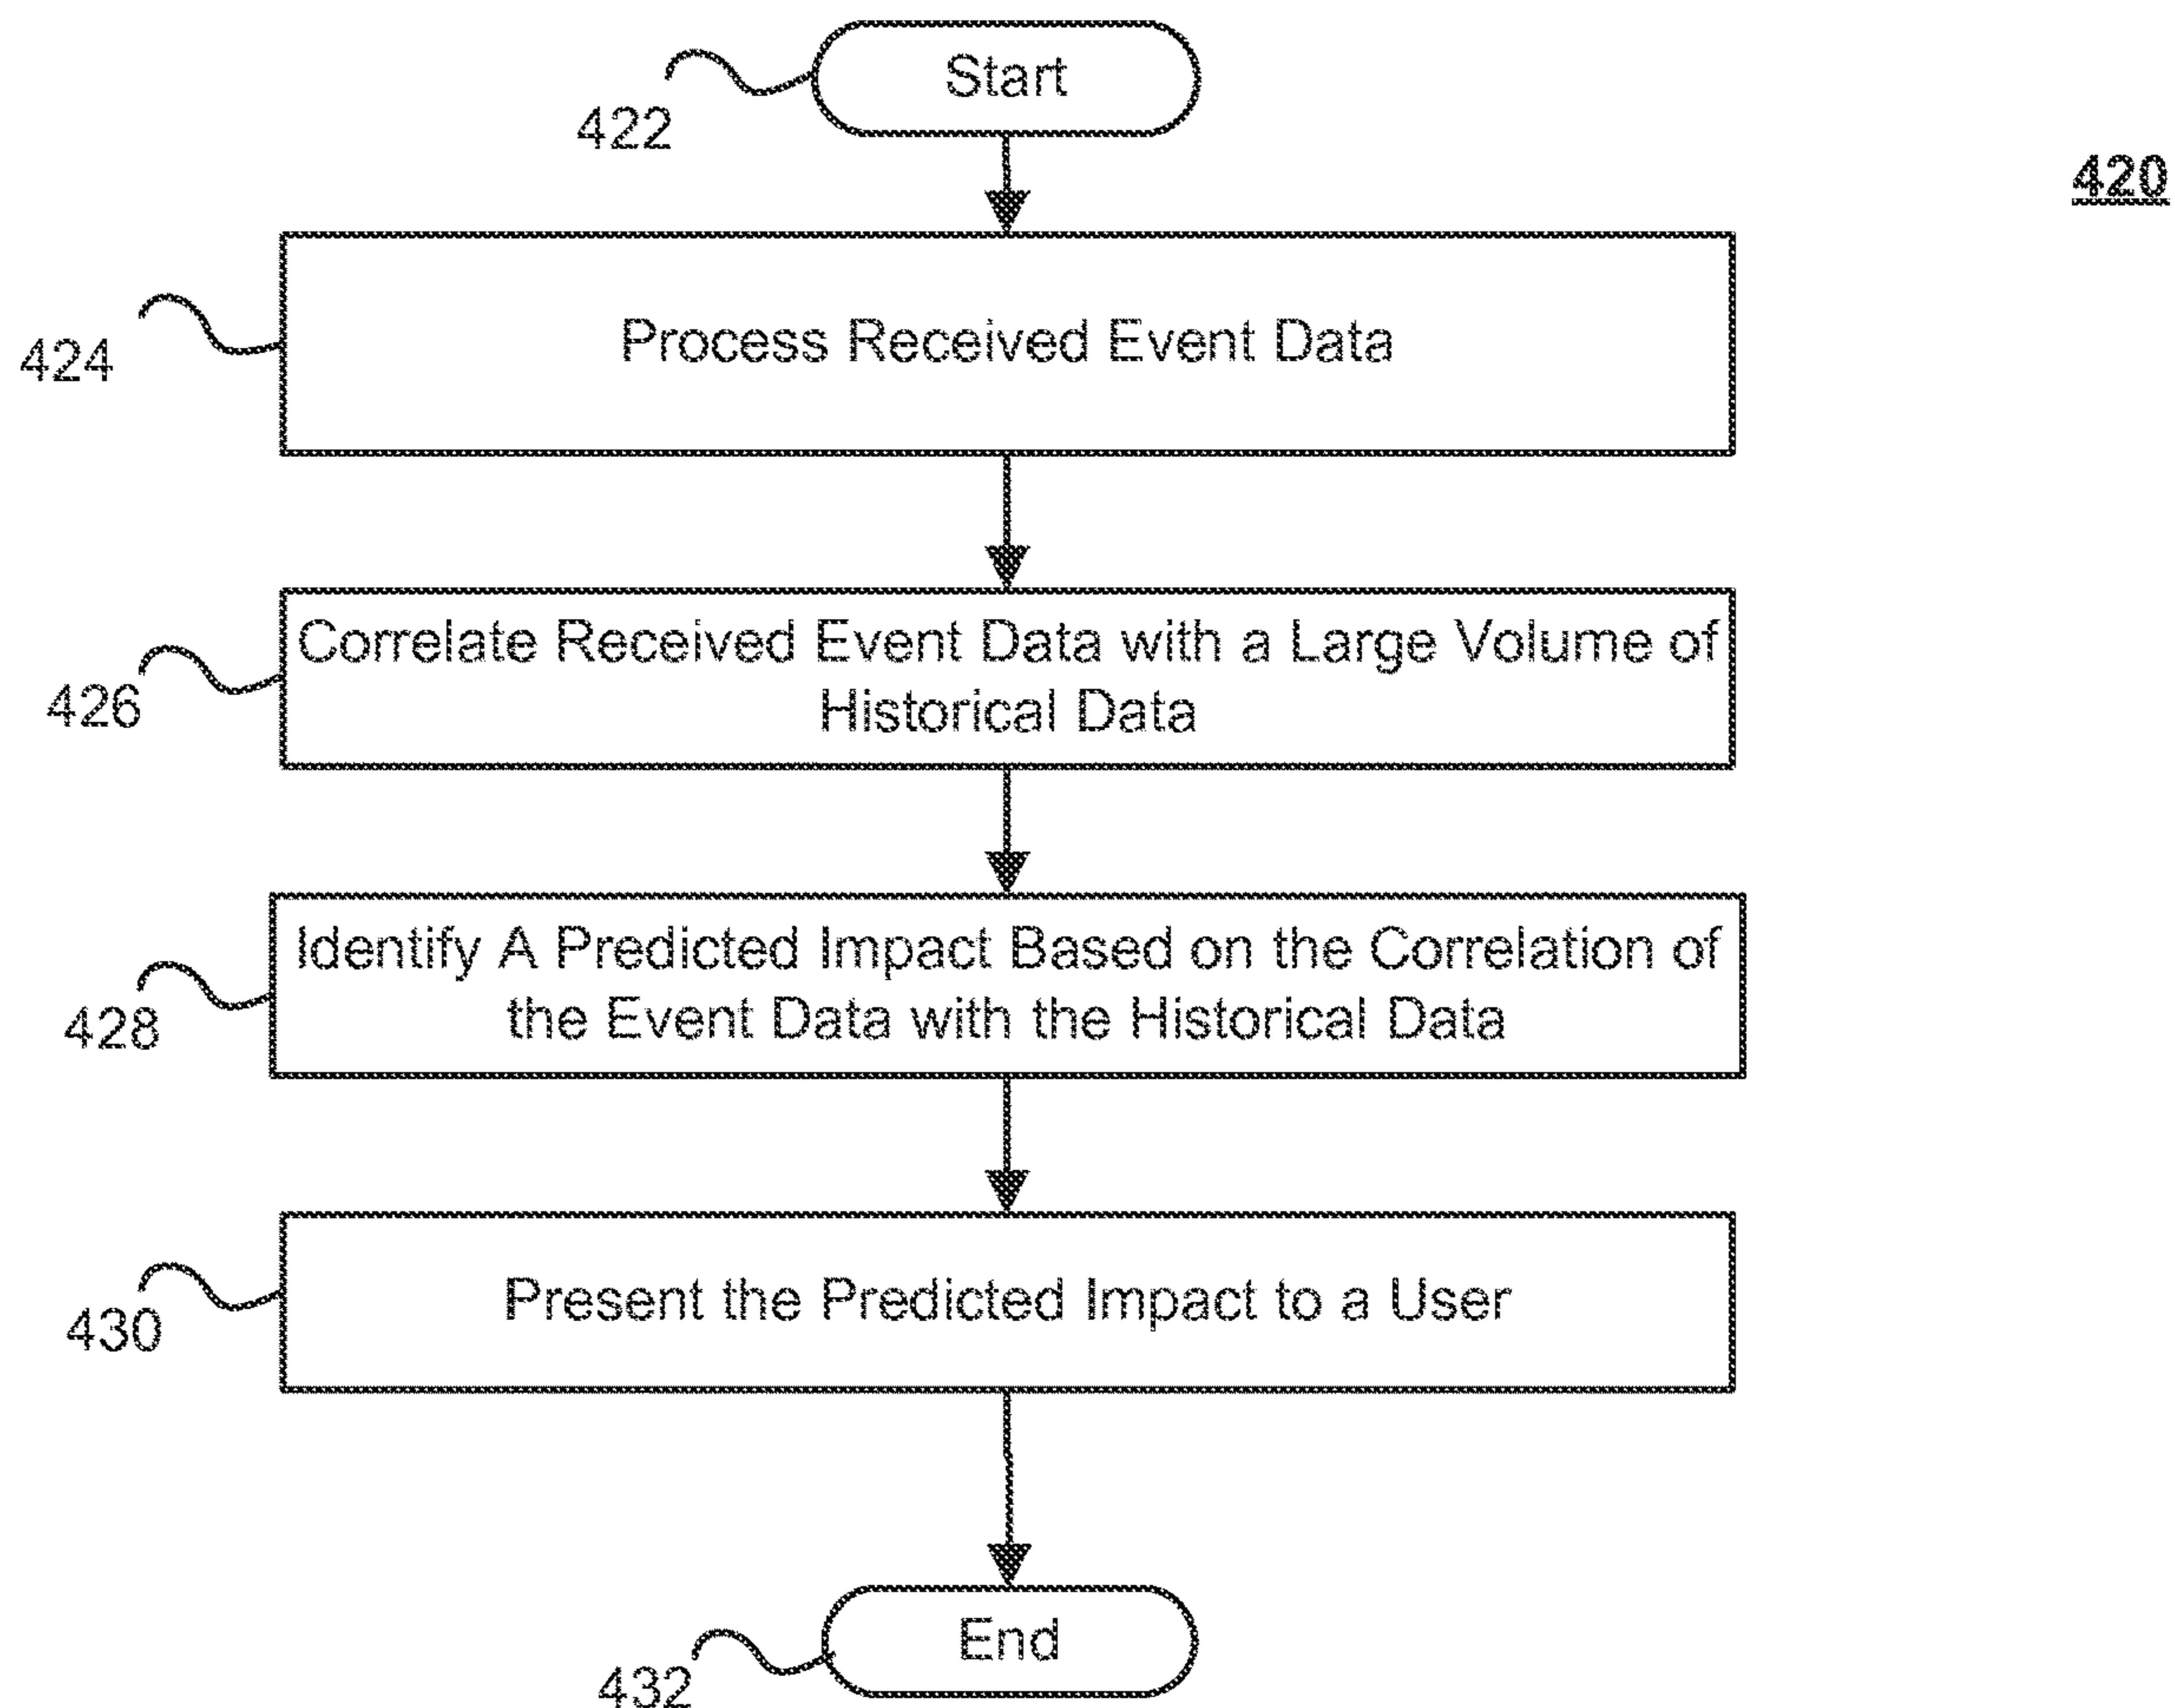 Start
422
420
Process Received Event Data
424
Correlate Received Event Data with a Large Volume of
Historical Data
426
Identify A Predicted Impact Based on the Correlation of
the Event Data with the Historical Data
428
Present the Predicted Impact to a User
430
End
432